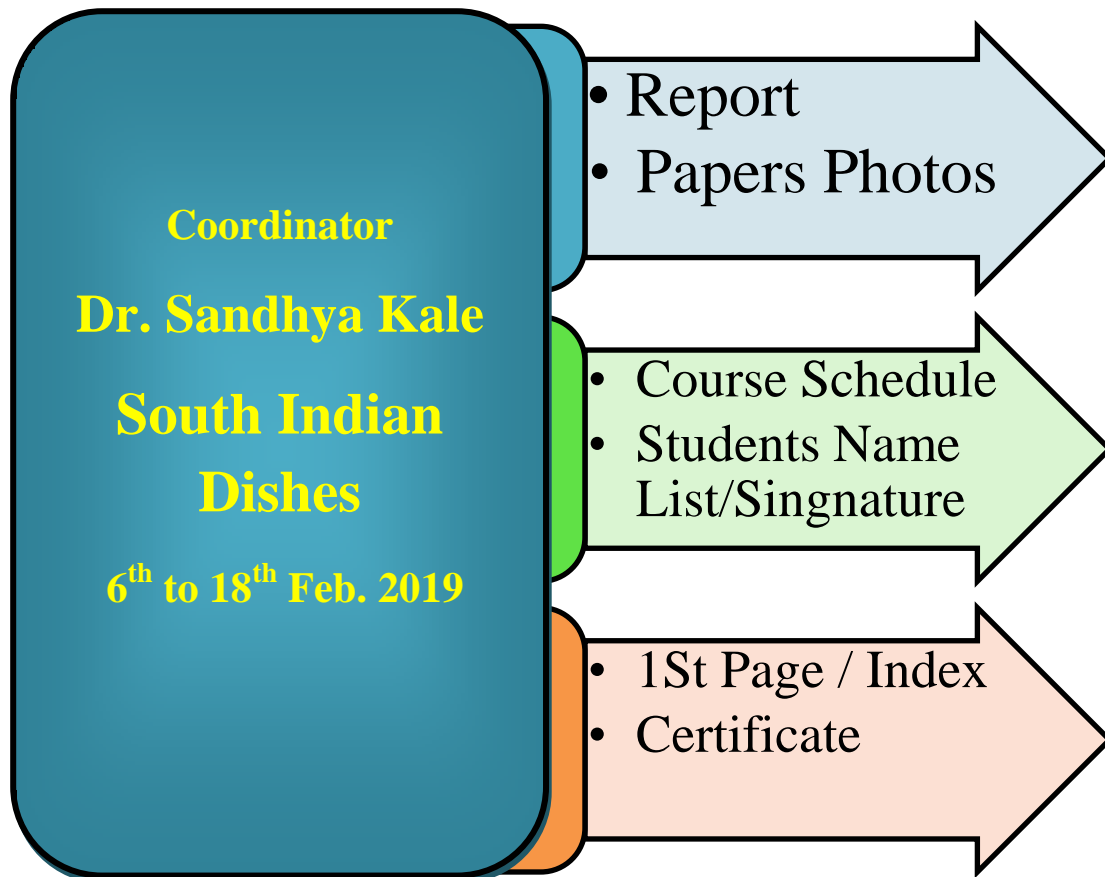 Coordinator
Dr. Sandhya Kale
South Indian
Dishes
6th to 18th Feb. 2019
• Report
• Papers Photos
• Course Schedule
• Students Name
List/Singnature
• 1St Page / Index
• Certificate